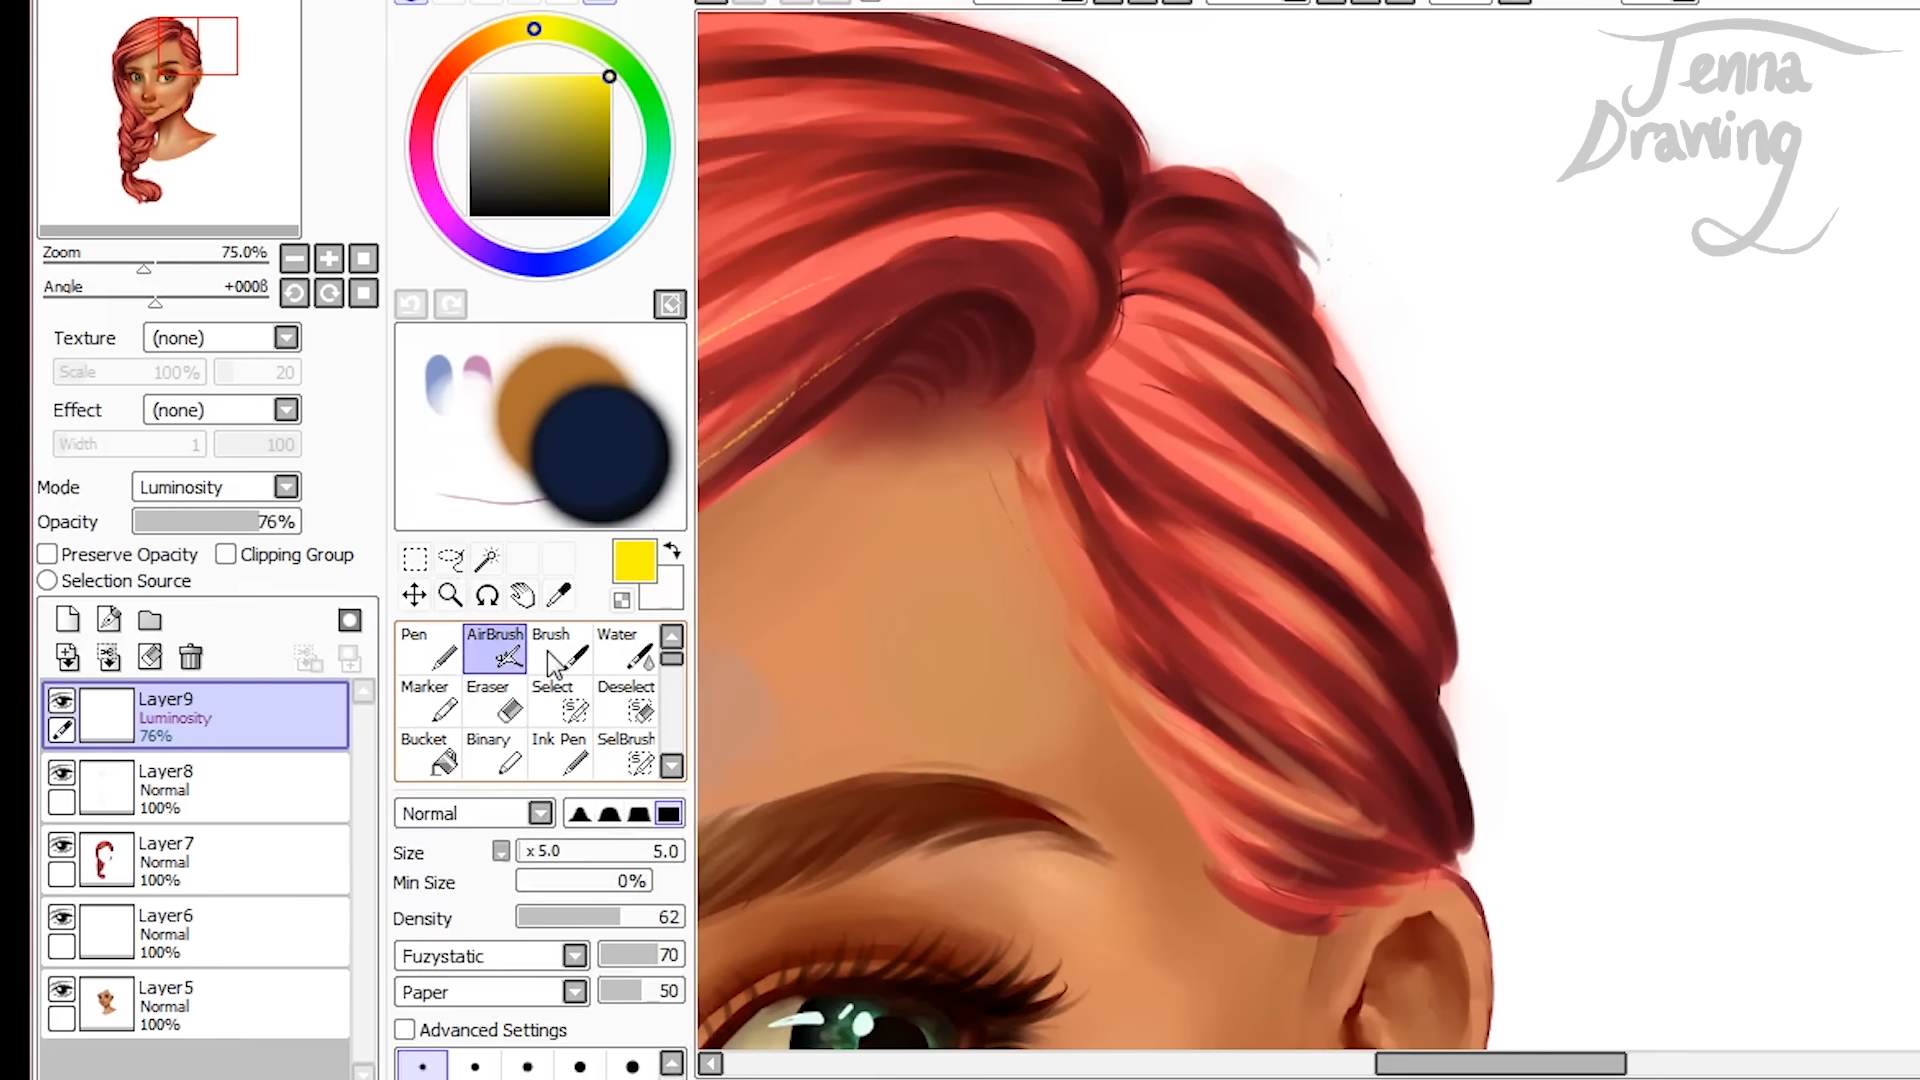 Jenna
Drawing
Zoom 75.0%
Angle +0008
Texture (none)
Scale 100% 20
Effect (none)
Width 1 100
Mode Luminosity
Opacity 76%
Preserve Opacity Clipping Group
Selection Source
Layer9
Luminosity
76%
Layer8
Normal
100%
Layer7
Normal
100%
Layer6
Normal
100%
Layer5
Normal
100%
Pen AirBrush Brush Water
Marker Eraser Select Deselect
Bucket Binary Ink Pen SelBrush
Normal
Size x 5.0 5.0
Min Size 0%
Density 62
Fuzystatic 70
Paper 50
Advanced Settings